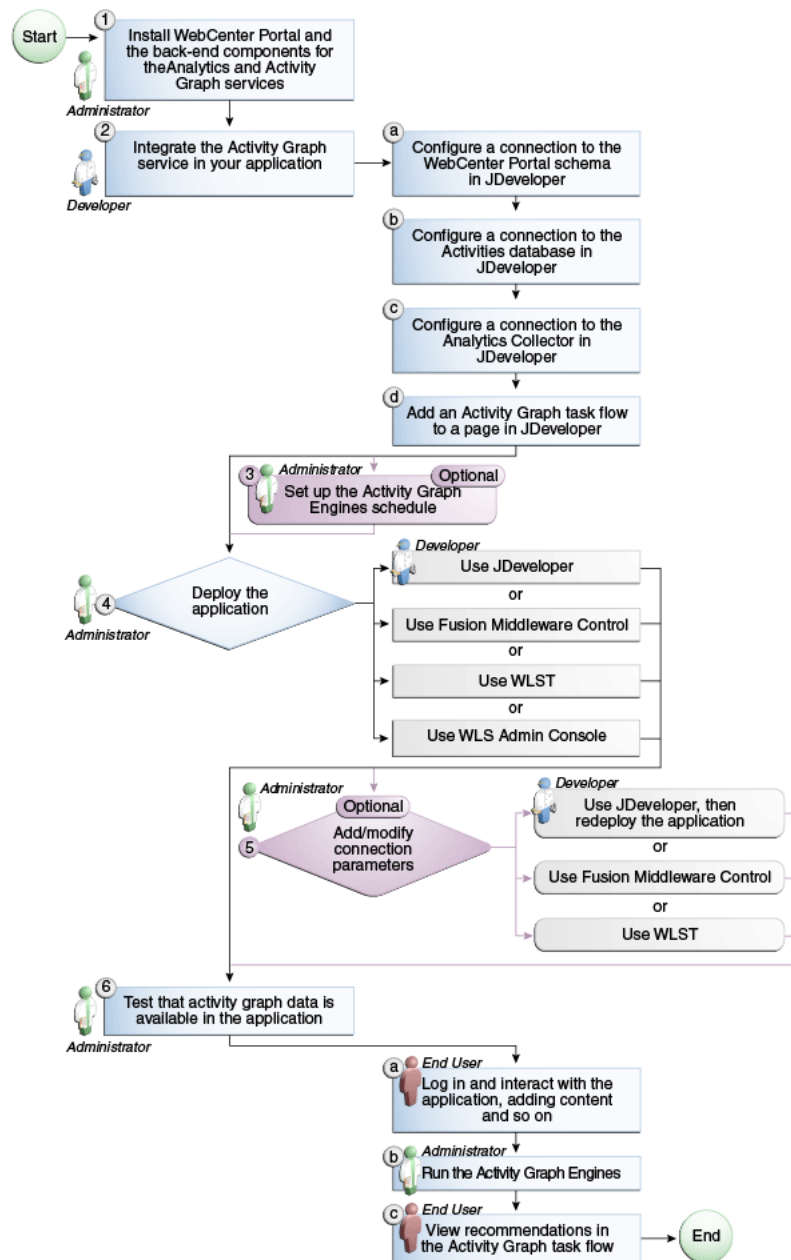 Start
1
Install WebCenter Portal and
the back-end components for
theAnalytics and Activity
Graph services
Administrator
2
Integrate the Activity Graph
service in your application
Developer
a
Configure a connection to the
WebCenter Portal schema
in JDeveloper
b
Configure a connection to the
Activities database in
JDeveloper
c
Configure a connection to the
Analytics Collector in
JDeveloper
d
Add an Activity Graph task flow
to a page in JDeveloper
3
Administrator
Optional
Set up the Activity Graph
Engines schedule
4
Administrator
Deploy the
application
Developer
Use JDeveloper
or
Use Fusion Middleware Control
or
Use WLST
or
Use WLS Admin Console
Administrator
Optional
5
Add/modify
connection
parameters
Developer
Use JDeveloper, then
redeploy the application
or
Use Fusion Middleware Control
or
Use WLST
6
Test that activity graph data is
available in the application
Administrator
a
End User
Log in and interact with the
application, adding content
and so on
b
Administrator
Run the Activity Graph Engines
c
End User
View recommendations in
the Activity Graph task flow
End